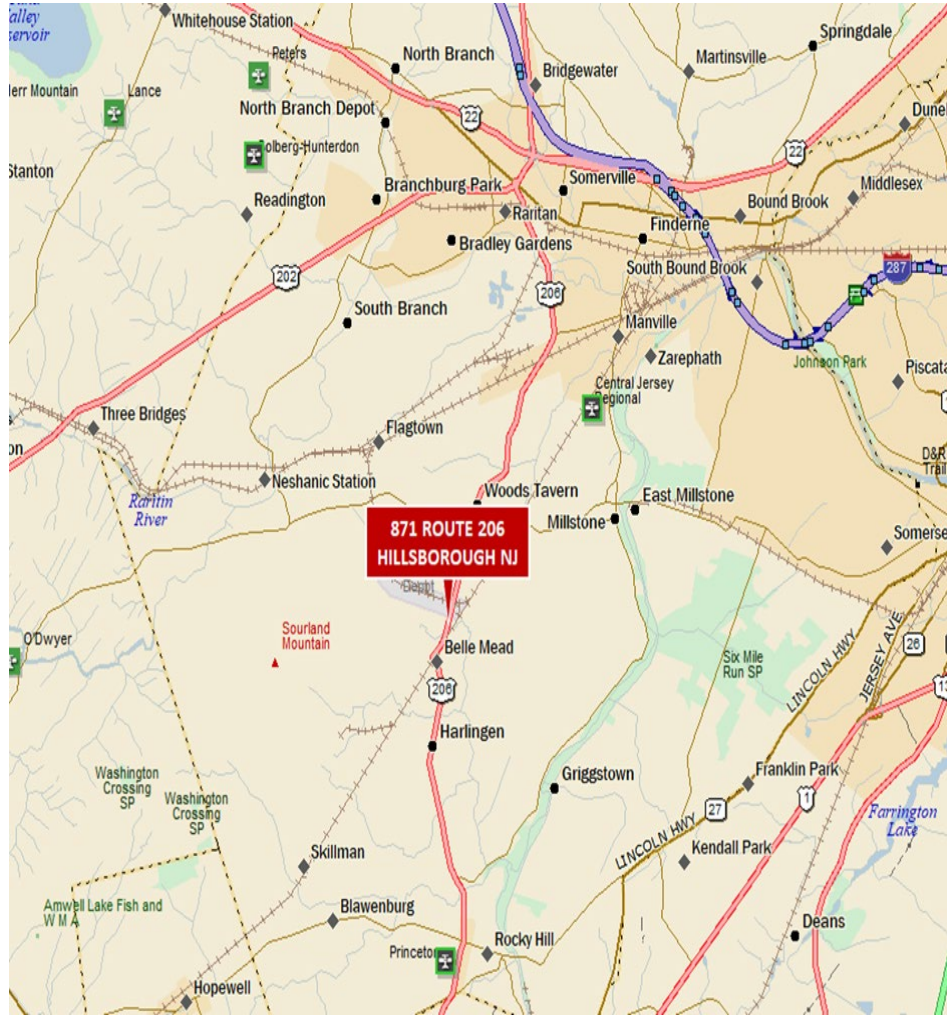 Valley
Whitehouse Station
Springdale
Peters
North Branch
Martinsville
Bridgewater
Lance
North Branch Depot
22
22
Stanton
Readington
Branchburg Park
Somerville
Middlesex
Raritan
Bound Brook
Finderne
Bradley Gardens
South Bound Brook
287
202
206
South Branch
Manville
Zarephath
Johnson Park
Central Jersey
Regional
Three Bridges
Flagtown
D&R
Neshanic Station
Raritin
River
Woods Tavern
East Millstone
Millstone
871 ROUTE 206
HILLSBOROUGH NJ
Depot
O'Dwyer
Sourland
Mountain
Belle Mead
Six Mile
Run SP
LINCOLN HWY
JERSEY AVE
26
206
Harlingen
Washington
Crossing
SP
Washington
Crossing
SP
Griggstown
Franklin Park
1
27
Farrington
Lake
LINCOLN HWY
Kendall Park
Skillman
Amwell Lake Fish and
W M A
Blawenburg
Deans
Rocky Hill
Hopewell